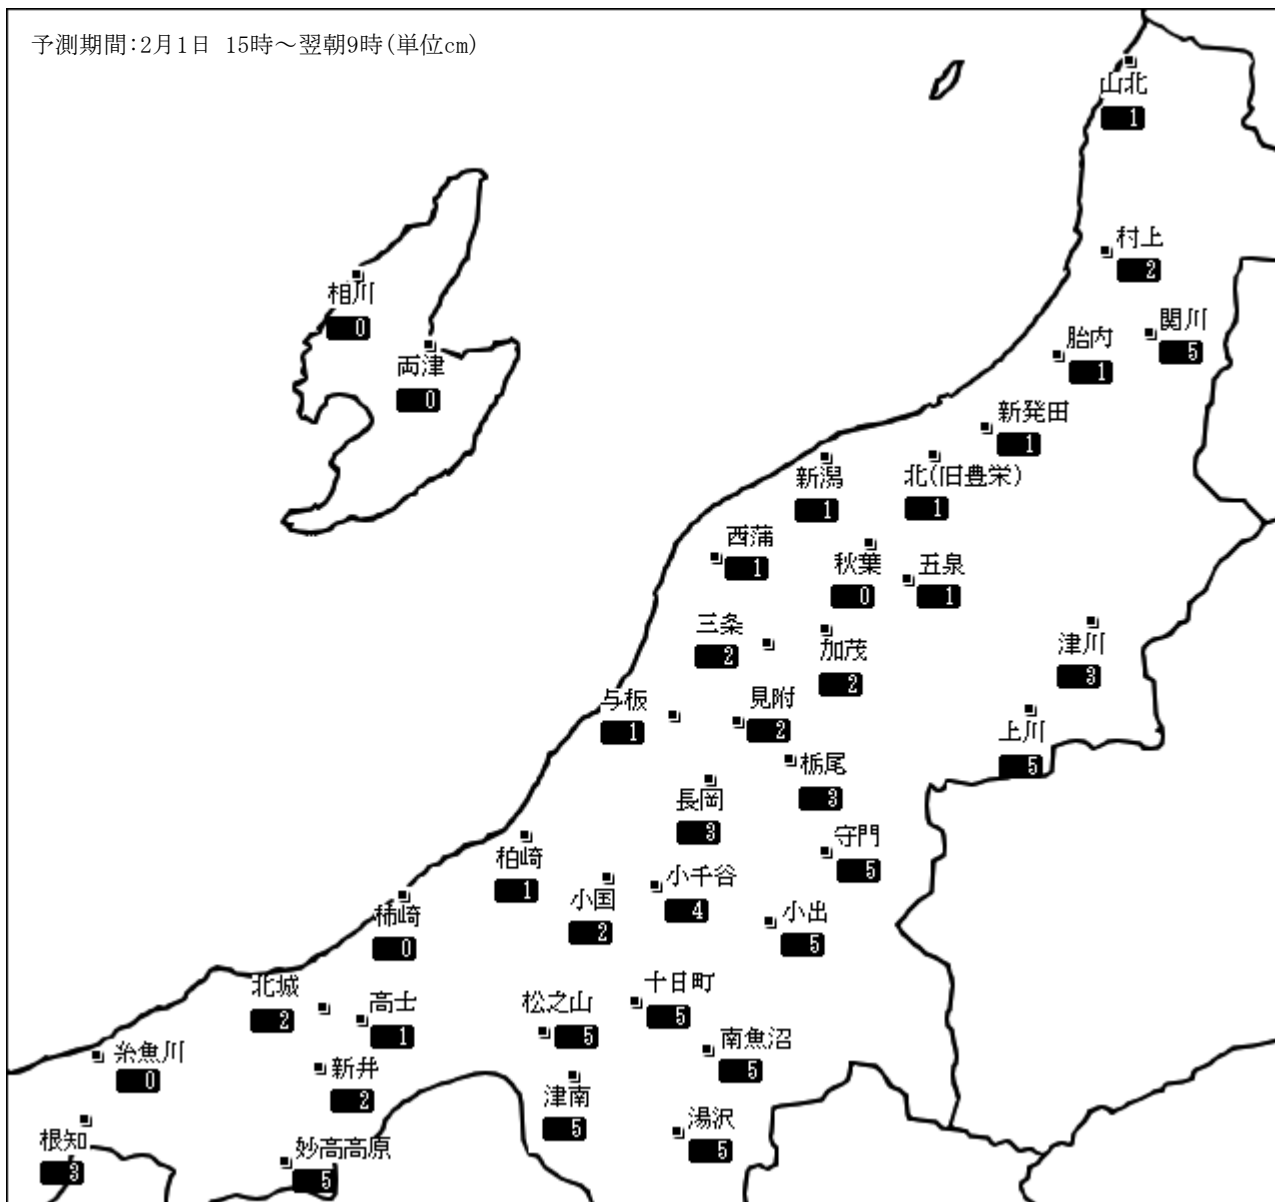 予測期間:2月1日 15時～翌朝9時(単位cm)
山北
1
村上
2
相川
0
関川
5
胎内
1
両津
0
新発田
1
新潟
1
北(旧豊栄)
1
西蒲
1
秋葉
0
五泉
1
三条
2
加茂
2
津川
3
与板
1
見附
2
上川
5
栃尾
3
長岡
3
守門
5
柏崎
1
小国
2
小千谷
4
小出
5
柿崎
0
北城
2
高士
1
松之山
5
十日町
5
南魚沼
5
糸魚川
0
新井
2
津南
5
湯沢
5
根知
3
妙高高原
5